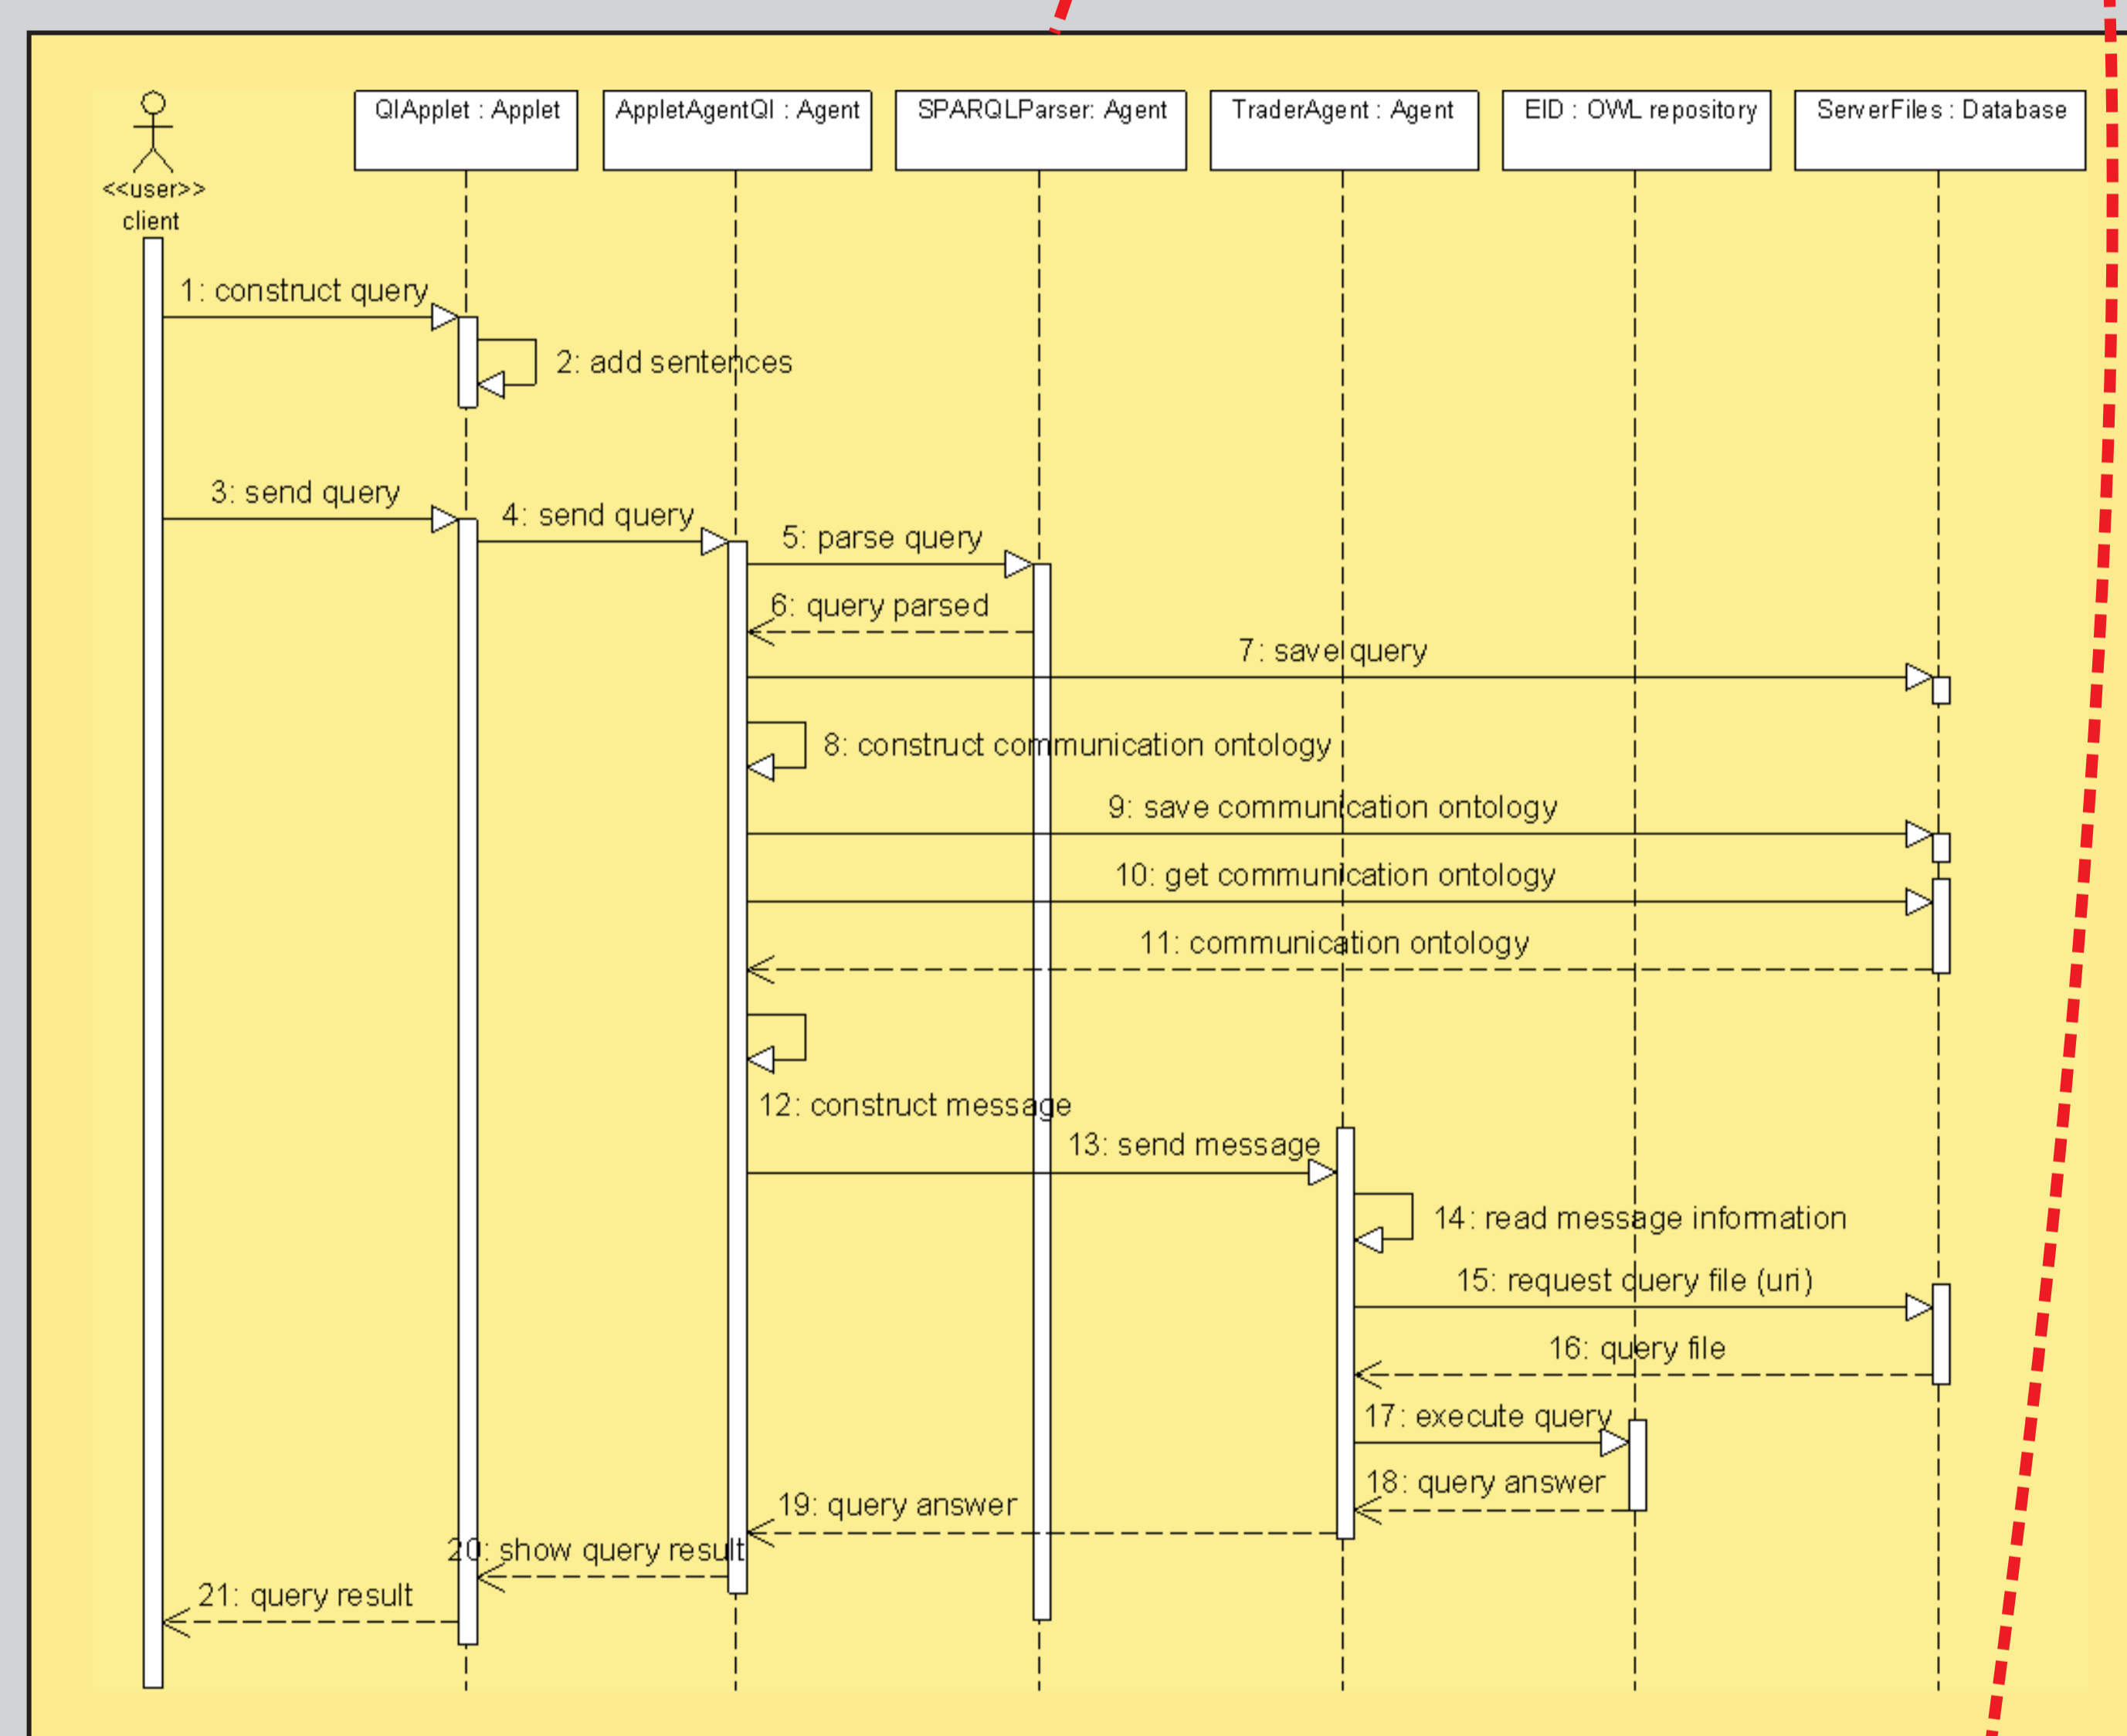 QIApplet : Applet
AppletAgentQI : Agent
SPARQLParser: Agent
TraderAgent : Agent
EID : OWL repository
ServerFiles : Database
<<user>>
client
1: construct query
2: add sentences
3: send query
4: send query
5: parse query
6: query parsed
7: save query
8: construct communication ontology
9: save communication ontology
10: get communication ontology
11: communication ontology
12: construct message
13: send message
14: read message information
15: request query file (uri)
16: query file
17: execute query
18: query answer
19: query answer
20: show query result
21: query result